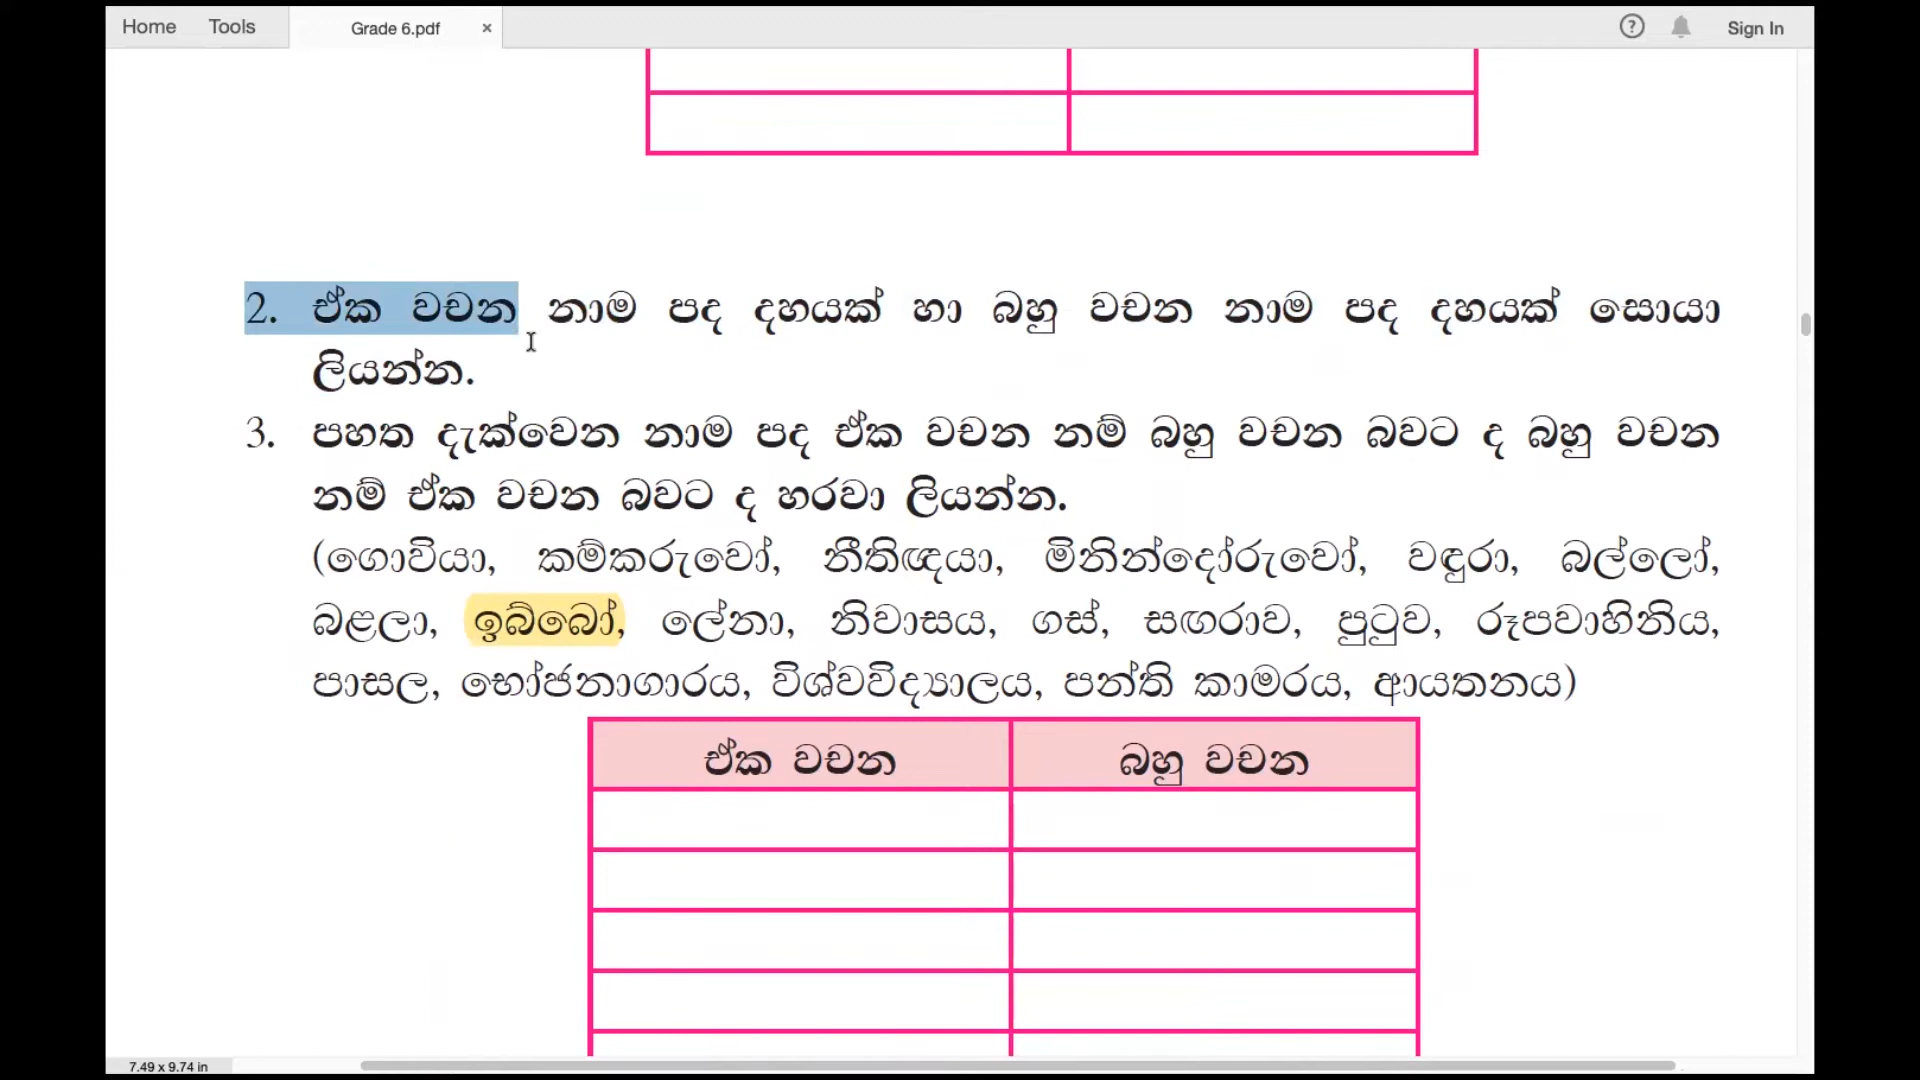 Home Tools Grade 6.pdf × ? Sign In
2. ඒක වචන නාම පද දහයක් හා බහු වචන නාම පද දහයක් සොයා
ලියන්න.
3. පහත දැක්වෙන නාම පද ඒක වචන නම් බහු වචන බවට ද බහු වචන
නම් ඒක වචන බවට ද හරවා ලියන්න.
(ගොවියා, කම්කරුවෝ, නීතිඥයා, මිනින්දෝරුවෝ, වඳුරා, බල්ලෝ,
බළලා, ඉබ්බෝ, ලේනා, නිවාසය, ගස්, සඟරාව, පුටුව, රූපවාහිනිය,
පාසල, භෝජනාගාරය, විශ්වවිද්‍යාලය, පන්ති කාමරය, ආයතනය)
ඒක වචන බහු වචන
7.49 x 9.74 in